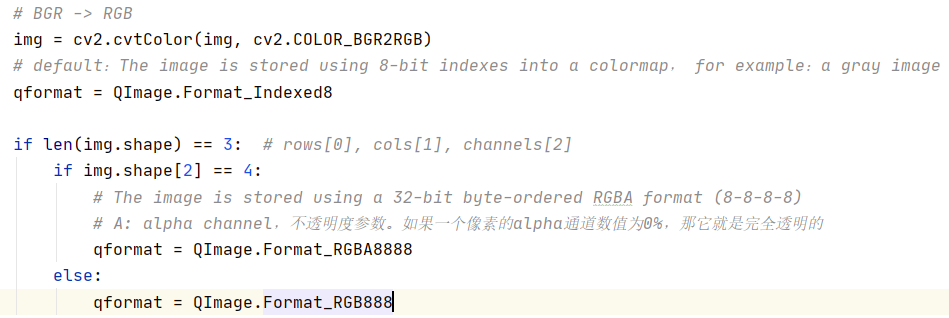 # BGR -> RGB
img = cv2.cvtColor(img, cv2.COLOR_BGR2RGB)
# default：The image is stored using 8-bit indexes into a colormap， for example：a gray image
qformat = QImage.Format_Indexed8
if len(img.shape) == 3:  # rows[0], cols[1], channels[2]
if img.shape[2] == 4:
# The image is stored using a 32-bit byte-ordered RGBA format (8-8-8-8)
# A: alpha channel，不透明度参数。如果一个像素的alpha通道数值为0%，那它就是完全透明的
qformat = QImage.Format_RGBA8888
else:
qformat = QImage.Format_RGB888